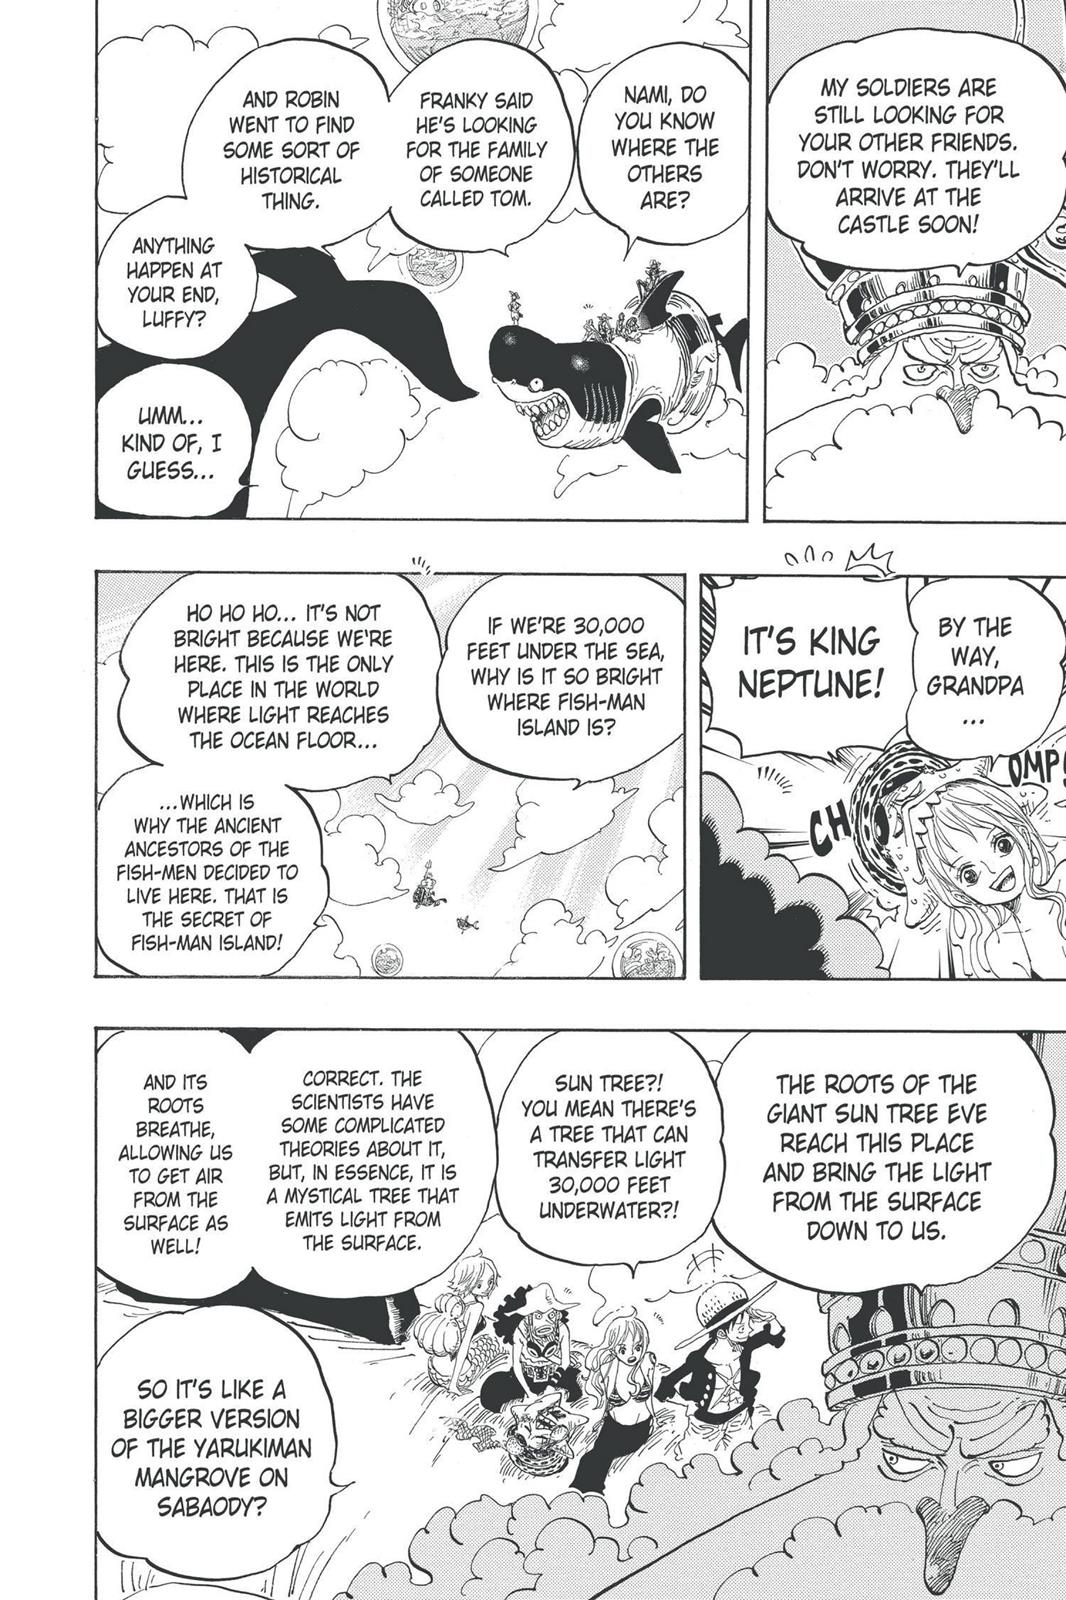 MY SOLDIERS ARE
STILL LOOKING FOR
YOUR OTHER FRIENDS.
DON'T WORRY. THEY'LL
ARRIVE AT THE
CASTLE SOON!
NAMI, DO
YOU KNOW
WHERE THE
OTHERS
ARE?
FRANKY SAID
HE'S LOOKING
FOR THE FAMILY
OF SOMEONE
CALLED TOM.
AND ROBIN
WENT TO FIND
SOME SORT OF
HISTORICAL
THING.
ANYTHING
HAPPEN AT
YOUR END,
LUFFY?
UMM...
KIND OF, I
GUESS...
BY THE
WAY,
GRANDPA
...
IT'S KING
NEPTUNE!
CHOMP!
IF WE'RE 30,000
FEET UNDER THE SEA,
WHY IS IT SO BRIGHT
WHERE FISH-MAN
ISLAND IS?
HO HO HO... IT'S NOT
BRIGHT BECAUSE WE'RE
HERE. THIS IS THE ONLY
PLACE IN THE WORLD
WHERE LIGHT REACHES
THE OCEAN FLOOR...
...WHICH IS
WHY THE ANCIENT
ANCESTORS OF THE
FISH-MEN DECIDED TO
LIVE HERE. THAT IS
THE SECRET OF
FISH-MAN ISLAND!
THE ROOTS OF THE
GIANT SUN TREE EVE
REACH THIS PLACE
AND BRING THE LIGHT
FROM THE SURFACE
DOWN TO US.
SUN TREE?!
YOU MEAN THERE'S
A TREE THAT CAN
TRANSFER LIGHT
30,000 FEET
UNDERWATER?!
CORRECT. THE
SCIENTISTS HAVE
SOME COMPLICATED
THEORIES ABOUT IT,
BUT, IN ESSENCE, IT IS
A MYSTICAL TREE THAT
EMITS LIGHT FROM
THE SURFACE.
AND ITS
ROOTS
BREATHE,
ALLOWING US
TO GET AIR
FROM THE
SURFACE AS
WELL!
SO IT'S LIKE A
BIGGER VERSION
OF THE YARUKIMAN
MANGROVE ON
SABAODY?